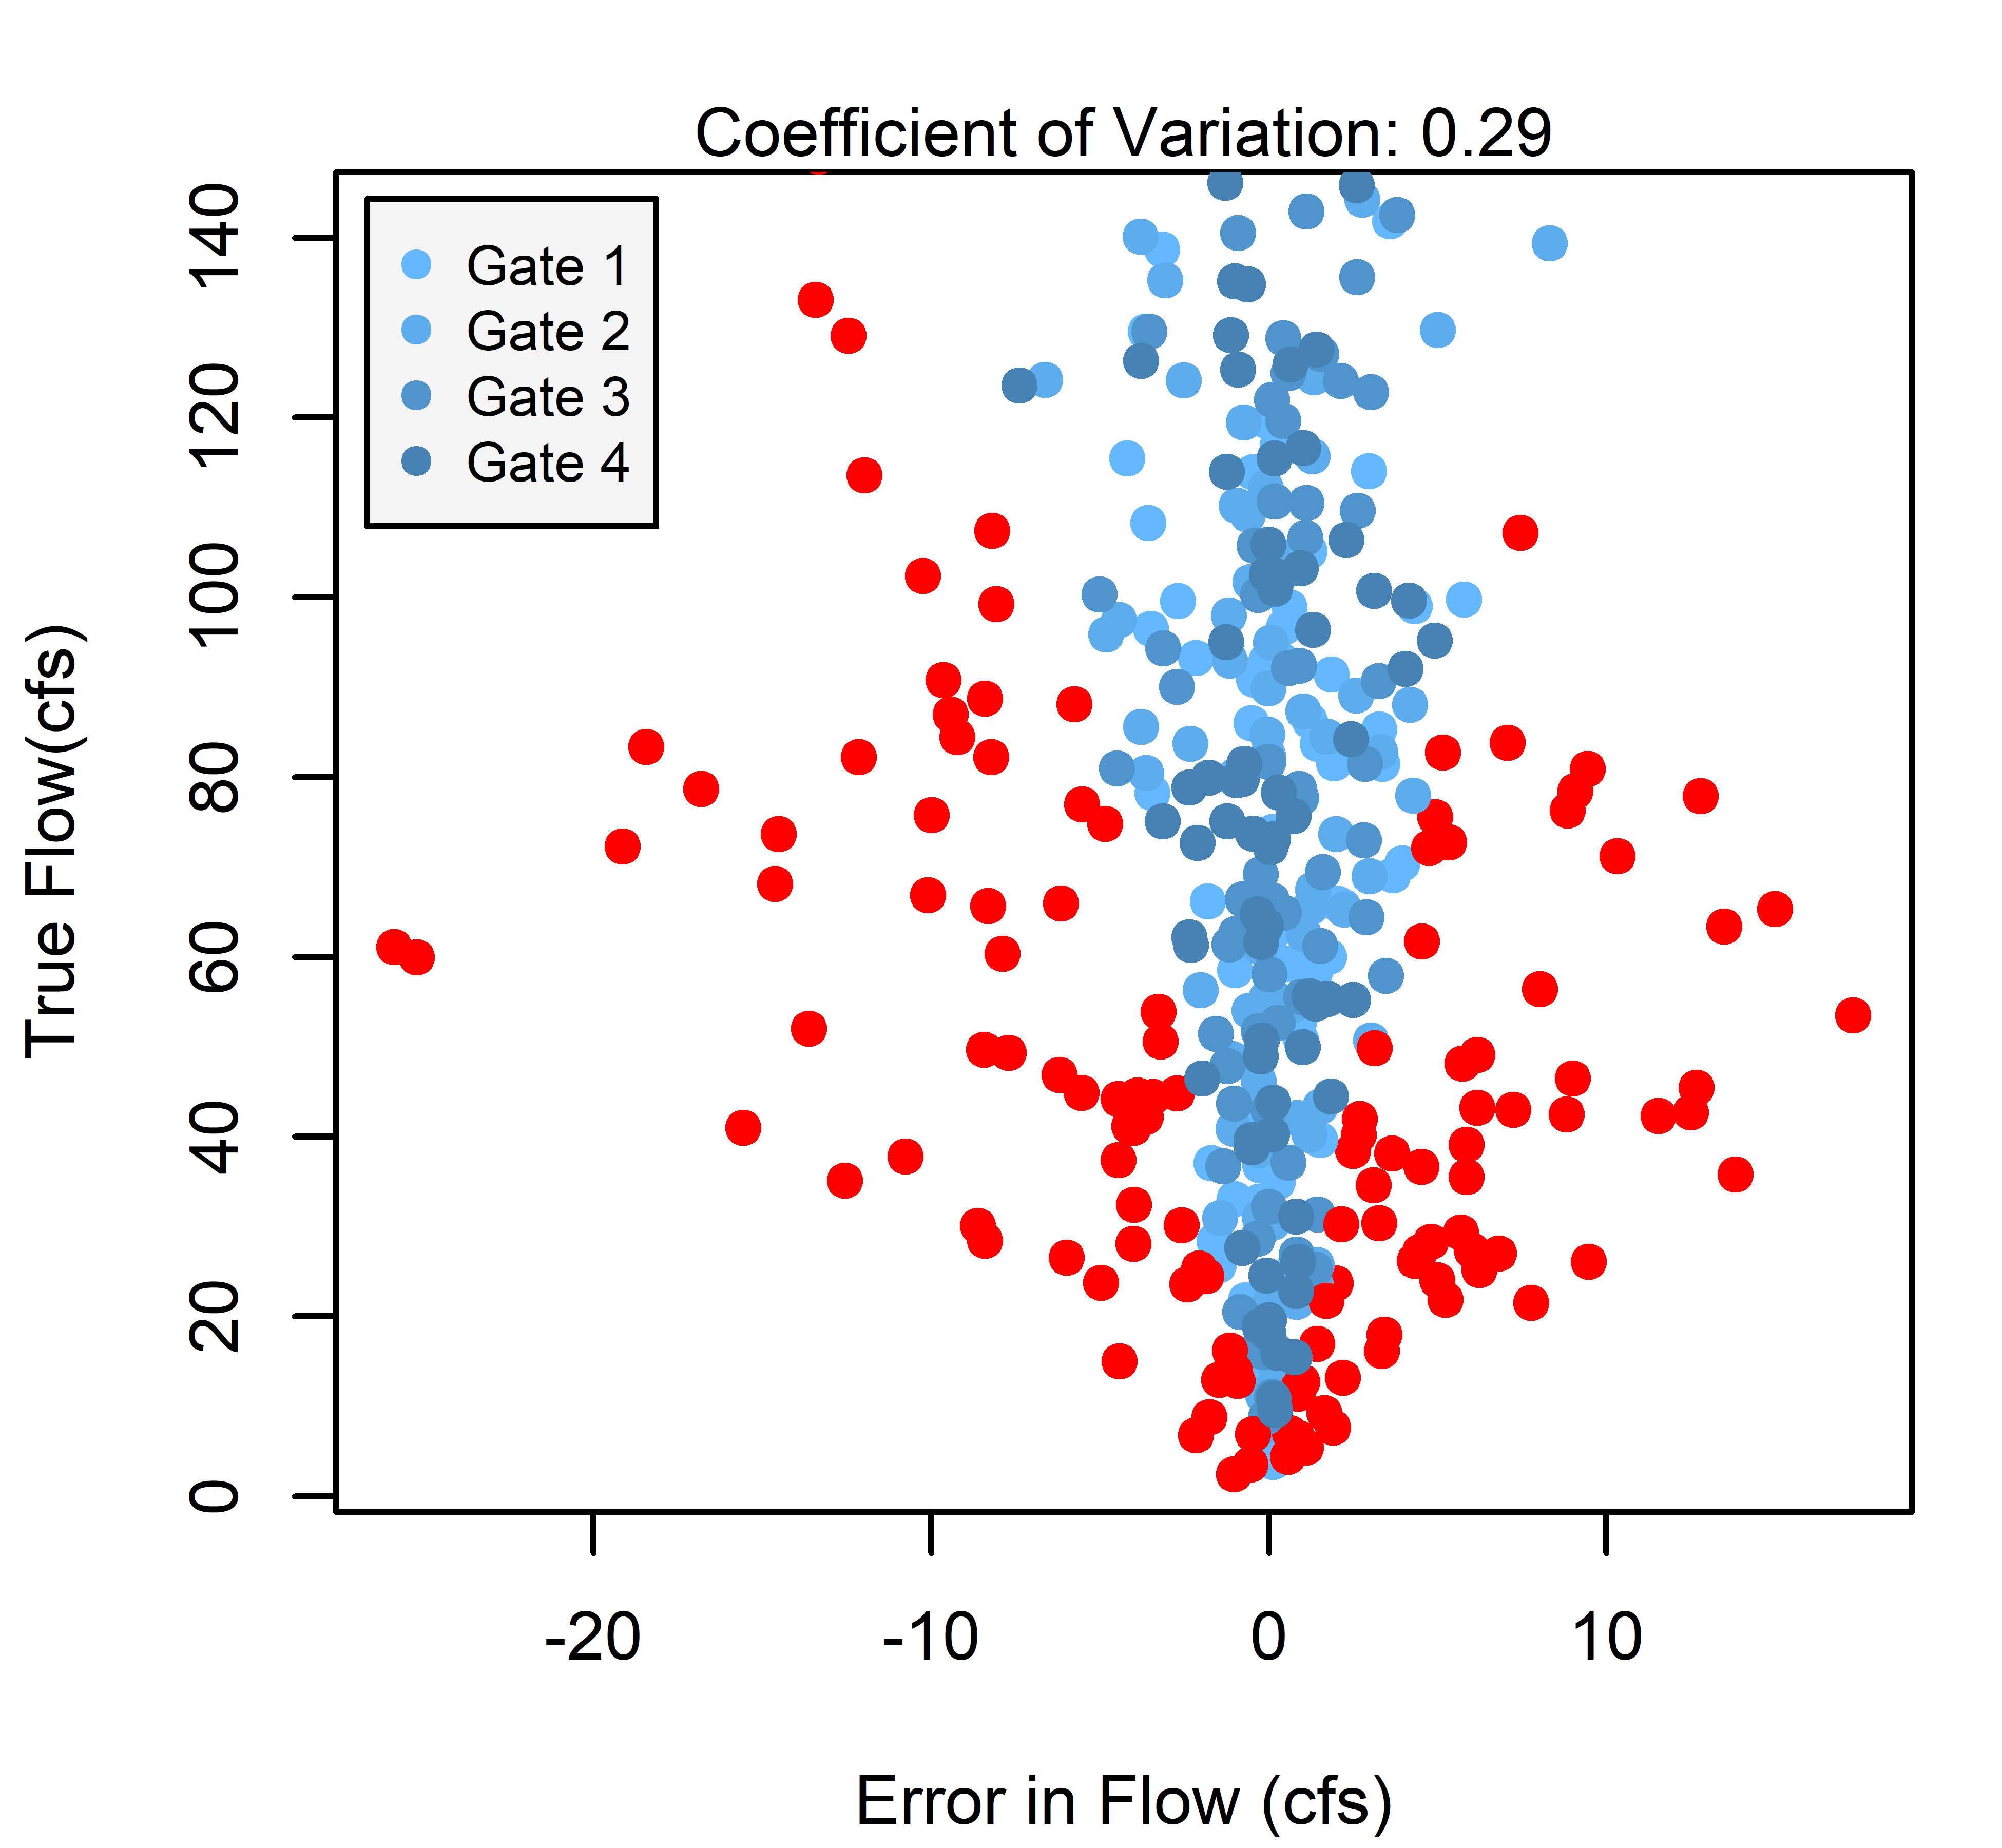 Coefficient of Variation: 0.29
Gate 1
Gate 2
Gate 3
Gate 4
True Flow(cfs)
140
120
100
80
60
40
20
0
-20 -10 0 10
Error in Flow (cfs)